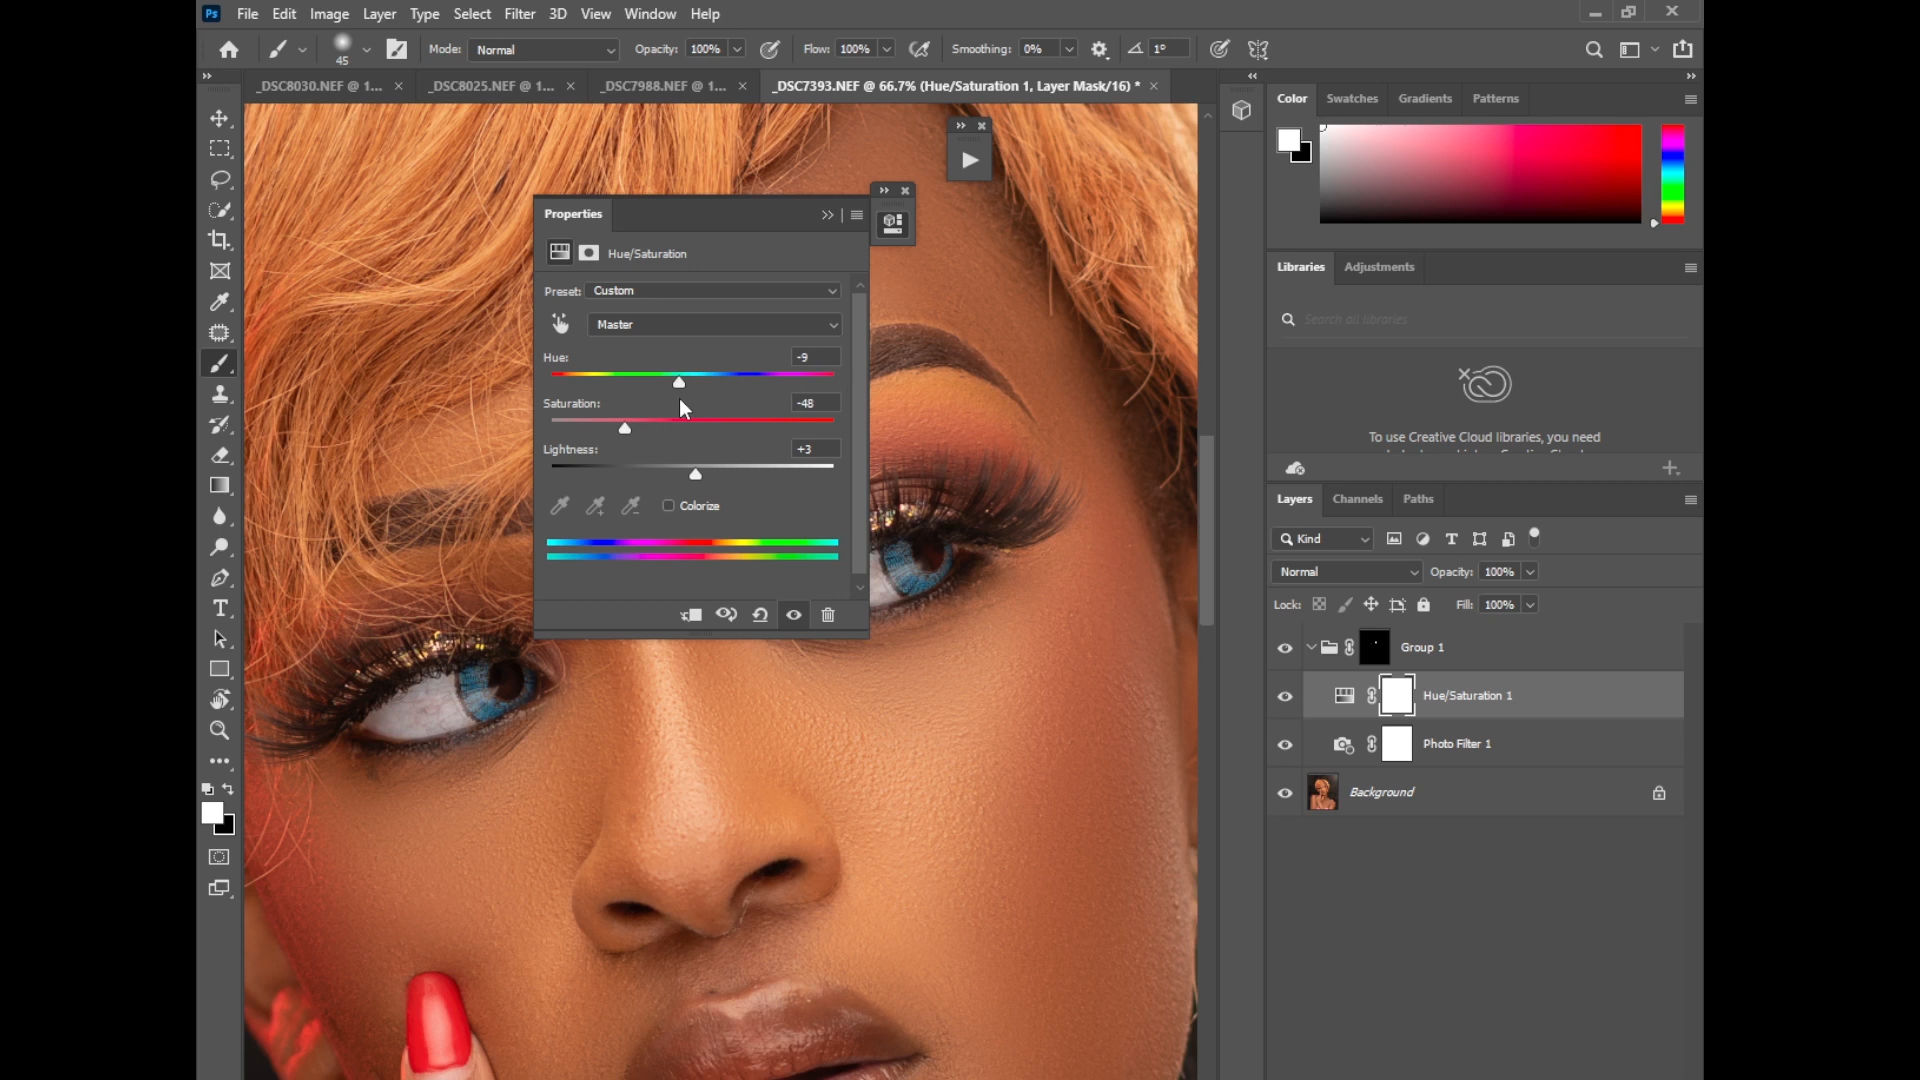 Ps File Edit Image Layer Type Select Filter 3D View Window Help
45 Mode: Normal Opacity: 100% Flow: 100% Smoothing: 0% 1°
_DSC8030.NEF @ 1... _DSC8025.NEF @ 1... _DSC7988.NEF @ 1... _DSC7393.NEF @ 66.7% (Hue/Saturation 1, Layer Mask/16) *
Color Swatches Gradients Patterns
Properties
Hue/Saturation
Preset: Custom
Master
Hue: -9
Saturation: -48
Lightness: +3
Colorize
Libraries Adjustments
Search all libraries
To use Creative Cloud libraries, you need
Layers Channels Paths
Kind
Normal Opacity: 100%
Lock: Fill: 100%
Group 1
Hue/Saturation 1
Photo Filter 1
Background